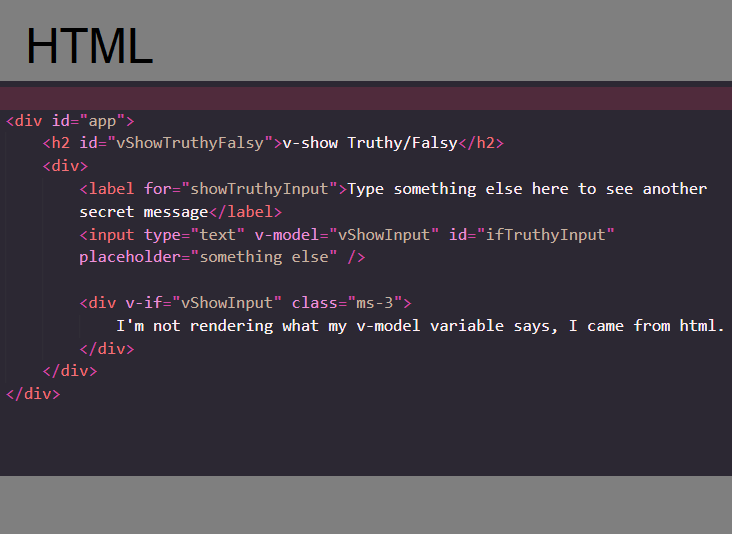 HTML
<div id="app">
<h2 id="vShowTruthyFalsy">v-show Truthy/Falsy</h2>
<div>
<label for="showTruthyInput">Type something else here to see another
secret message</label>
<input type="text" v-model="vShowInput" id="ifTruthyInput"
placeholder="something else" />
<div v-if="vShowInput" class="ms-3">
I'm not rendering what my v-model variable says, I came from html.
</div>
</div>
</div>